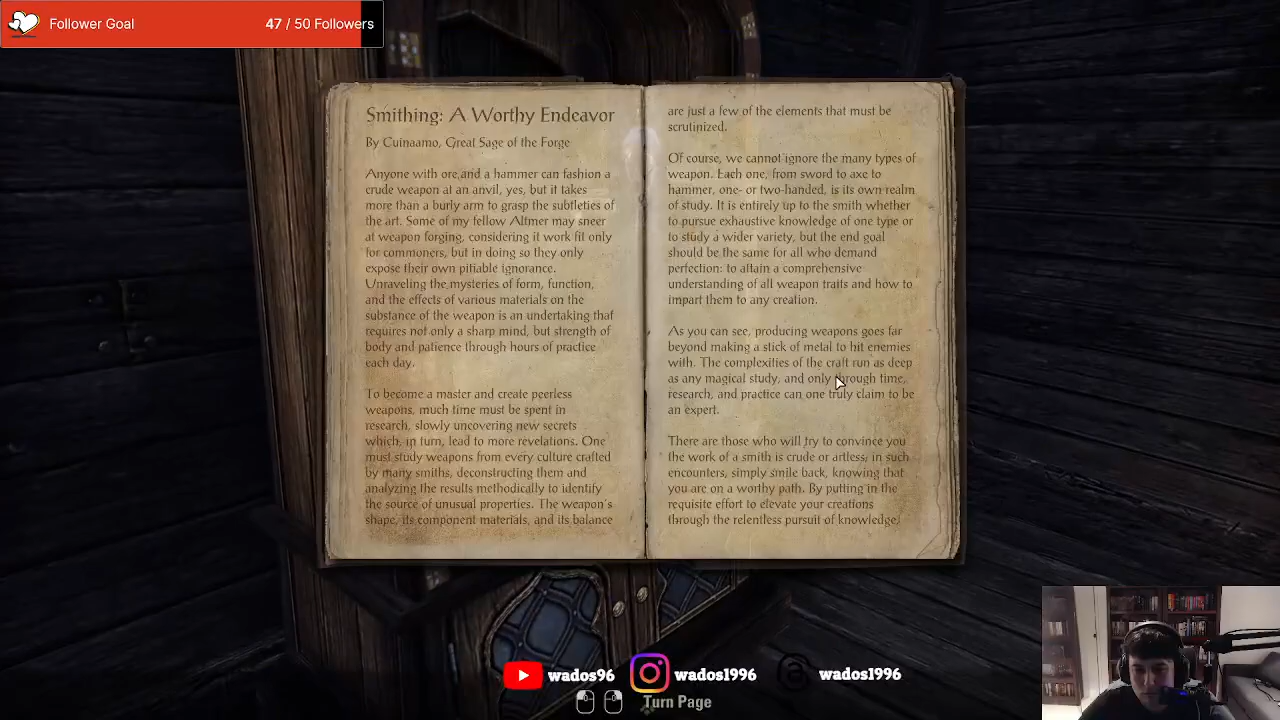 Follower Goal
47 / 50 Followers
Smithing: A Worthy Endeavor
By Cuinaamo, Great Sage of the Forge
Anyone with ore,and a hammer can fashion a
crude weapon at an anvil, yes, but it takes
more than a burly arm to grasp the subtleties of
the art. Some of my fellow Altmer may sneer
at weapon forging, considering it work fit only
for commoners, but in doing so they only
expose their own pitiable ignorance.
Unraveling the mysteries of form, function,
and the effects of various materials on the
substance of the weapon is an undertaking that
requires not only a sharp mind, but strength of
body and patience through hours of practice
each day.
To become a master and create peerless
weapons, much time must be spent in
research, slowly uncovering new secrets
which, in turn, lead to more revelations. One
must study weapons from every culture crafted
by many smiths, deconstructing them and
analyzing the results methodically to identify
the source of unusual properties. The weapon's
shape, its component materials, and its balance
are just a few of the elements that must be
scrutinized.
Of course, we cannot ignore the many types of
weapon. Each one, from sword to axe to
hammer, one- or two-handed, is its own realm
of study. It is entirely up to the smith whether
to pursue exhaustive knowledge of one type or
to study a wider variety, but the end goal
should be the same for all who demand
perfection: to attain a comprehensive
understanding of all weapon traits and how to
impart them to any creation.
As you can see, producing weapons goes far
beyond making a stick of metal to hit enemies
with. The complexities of the craft run as deep
as any magical study, and only through time,
research, and practice can one truly claim to be
an expert.
There are those who will try to convince you
the work of a smith is crude or artless; in such
encounters, simply smile back, knowing that
you are on a worthy path. By putting in the
requisite effort to elevate your creations
through the relentless pursuit of knowledge,
wados96
wados1996
wados1996
Turn Page